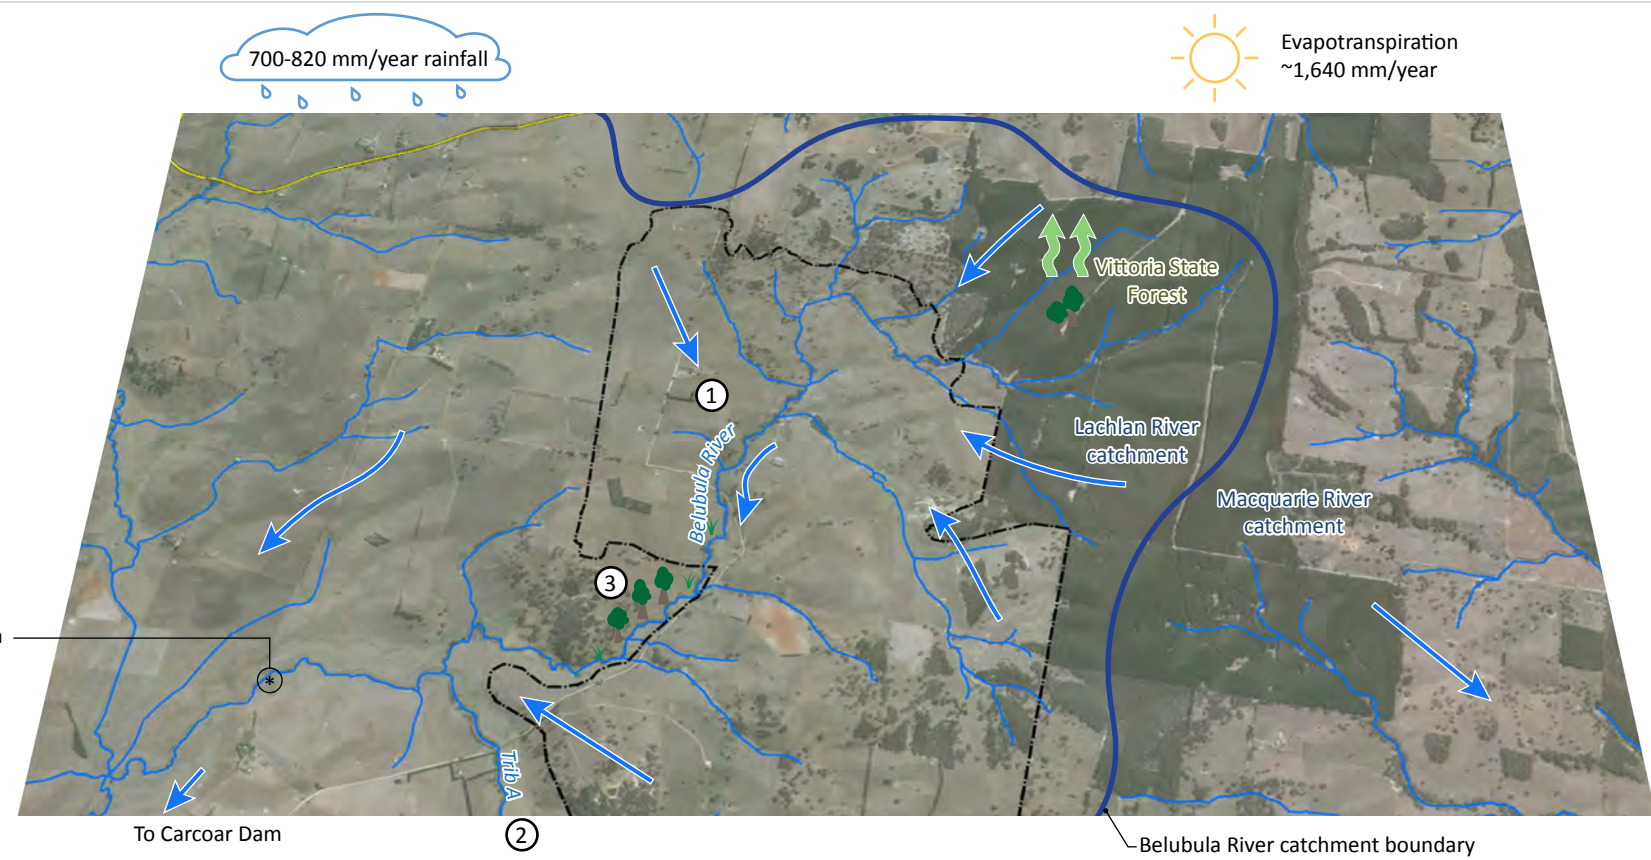 700-820 mm/year rainfall
Evapotranspiration
~1,640 mm/year
Vittoria State
Forest
1
Belubula River
Lachlan River
catchment
Macquarie River
catchment
3
*
Trib A
To Carcoar Dam
2
Belubula River catchment boundary